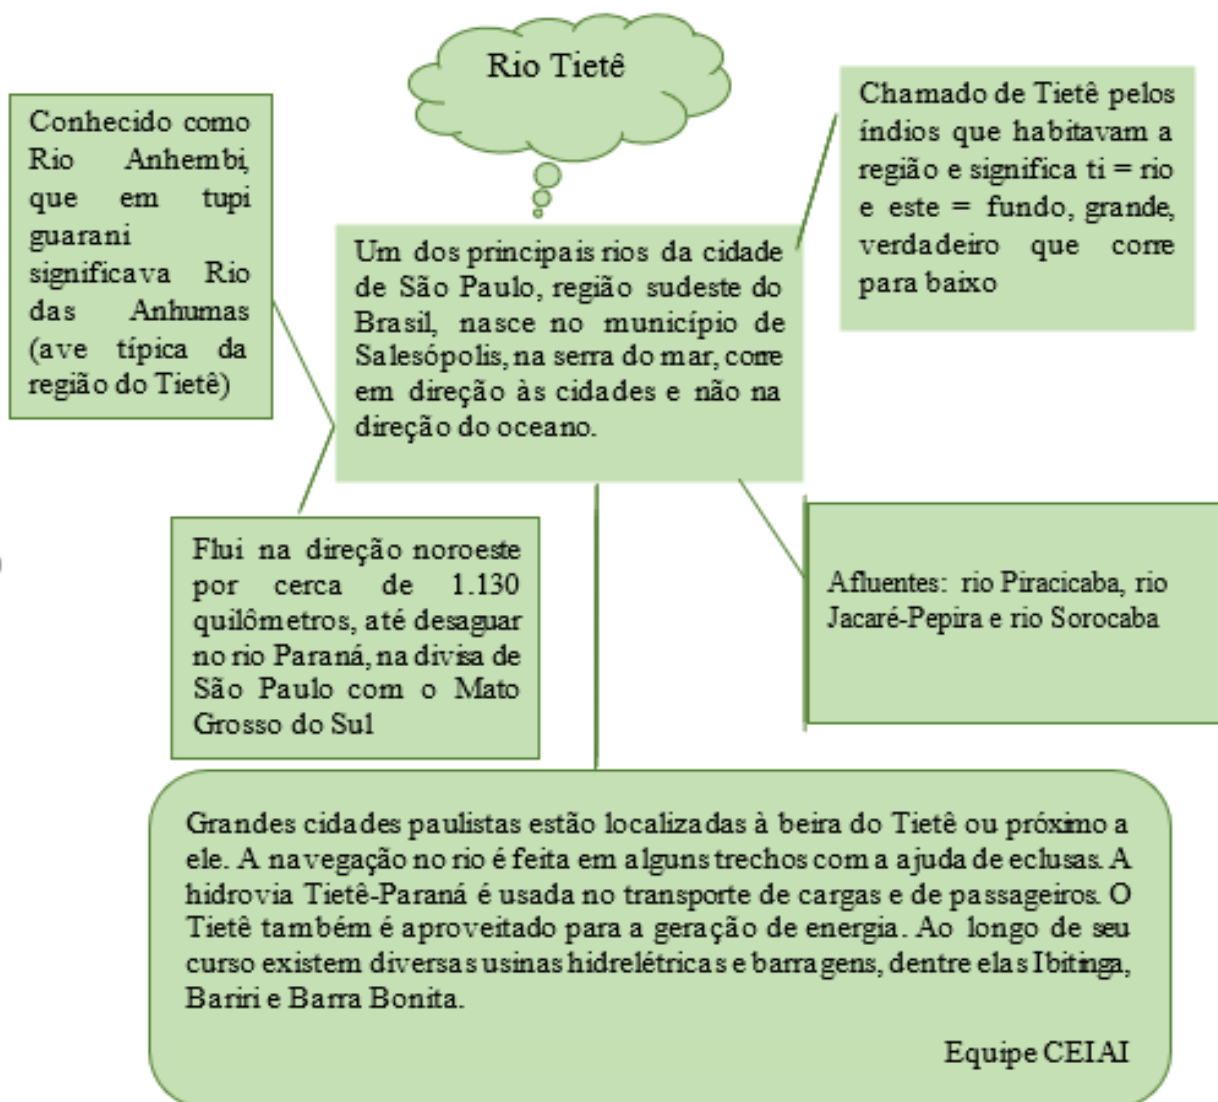 Rio Tietê
Conhecido como
Rio Anhembi,
que em tupi
guarani
significava Rio
das Anhumas
(ave típica da
região do Tietê)
Chamado de Tietê pelos
índios que habitavam a
região e significa ti = rio
e este = fundo, grande,
verdadeiro que corre
para baixo
Um dos principais rios da cidade
de São Paulo, região sudeste do
Brasil, nasce no município de
Salesópolis, na serra do mar, corre
em direção às cidades e não na
direção do oceano.
Flui na direção noroeste
por cerca de 1.130
quilômetros, até desaguar
no rio Paraná, na divisa de
São Paulo com o Mato
Grosso do Sul
Afluentes: rio Piracicaba, rio
Jacaré-Pepira e rio Sorocaba
Grandes cidades paulistas estão localizadas à beira do Tietê ou próximo a
ele. A navegação no rio é feita em alguns trechos com a ajuda de eclusas. A
hidrovia Tietê-Paraná é usada no transporte de cargas e de passageiros. O
Tietê também é aproveitado para a geração de energia. Ao longo de seu
curso existem diversas usinas hidrelétricas e barragens, dentre elas Ibitinga,
Bariri e Barra Bonita.
Equipe CEIAI